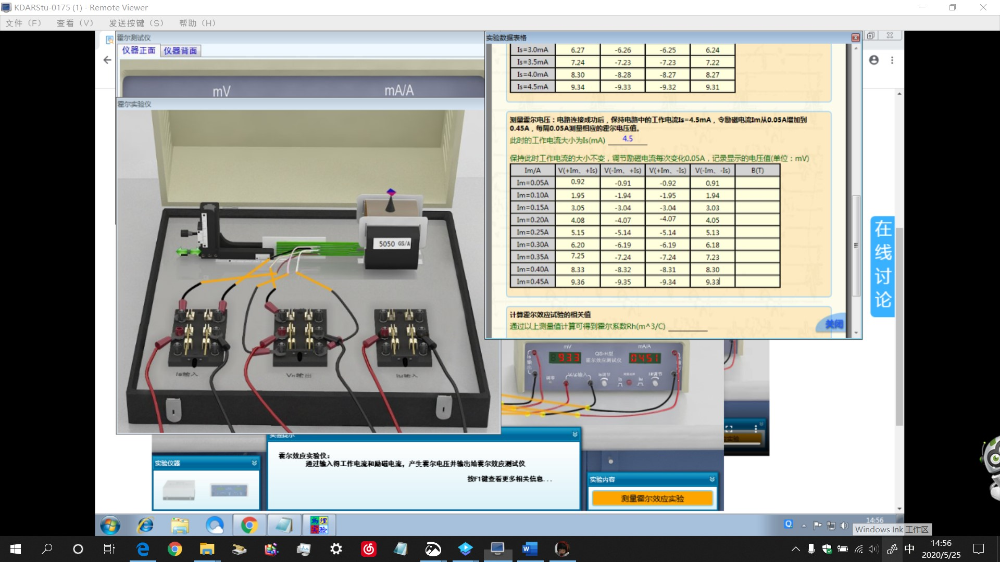 KDARStu-0175 (1) - Remote Viewer
文件（F） 查看（V） 发送按键（S） 帮助（H）
霍尔测试仪
仪器正面 仪器背面
mV mA/A
霍尔实验仪
5050 GS/A
IS输入 VH输出 IM输入
实验数据表格
Is=3.0mA 6.27 -6.26 -6.25 6.24
Is=3.5mA 7.24 -7.23 -7.23 7.22
Is=4.0mA 8.30 -8.28 -8.27 8.27
Is=4.5mA 9.34 -9.33 -9.32 9.31
测量霍尔电压：电路连接成功后，保持电路中的工作电流Is=4.5mA，令励磁电流Im从0.05A增加到
0.45A，每隔0.05A测量相应的霍尔电压值。
此时的工作电流大小为Is(mA) 4.5
保持此时工作电流的大小不变，调节励磁电流每次变化0.05A，记录显示的电压值(单位：mV)
Im/A V(+Im、+Is) V(-Im、+Is) V(+Im、-Is) V(-Im、-Is) B(T)
Im=0.05A 0.92 -0.91 -0.92 0.91
Im=0.10A 1.95 -1.94 -1.95 1.94
Im=0.15A 3.05 -3.04 -3.04 3.03
Im=0.20A 4.08 -4.07 -4.07 4.05
Im=0.25A 5.15 -5.14 -5.14 5.13
Im=0.30A 6.20 -6.19 -6.19 6.18
Im=0.35A 7.25 -7.24 -7.24 7.23
Im=0.40A 8.33 -8.32 -8.31 8.30
Im=0.45A 9.36 -9.35 -9.34 9.33
计算霍尔效应试验的相关值
通过以上测量值计算可得到霍尔系数Rh(m^3/C)
关闭
在线讨论
mV mA/A
QS-H型
霍尔效应测试仪
933 0451
Is调节 IM调节
调零
实验提示
霍尔效应实验仪：
通过输入得工作电流和励磁电流，产生霍尔电压并输出给霍尔效应测试仪
按F1键查看更多相关信息...
实验仪器
实验内容
测量霍尔效应实验
物理
实验
14:56
Windows Ink 工作区
中
14:56
2020/5/25